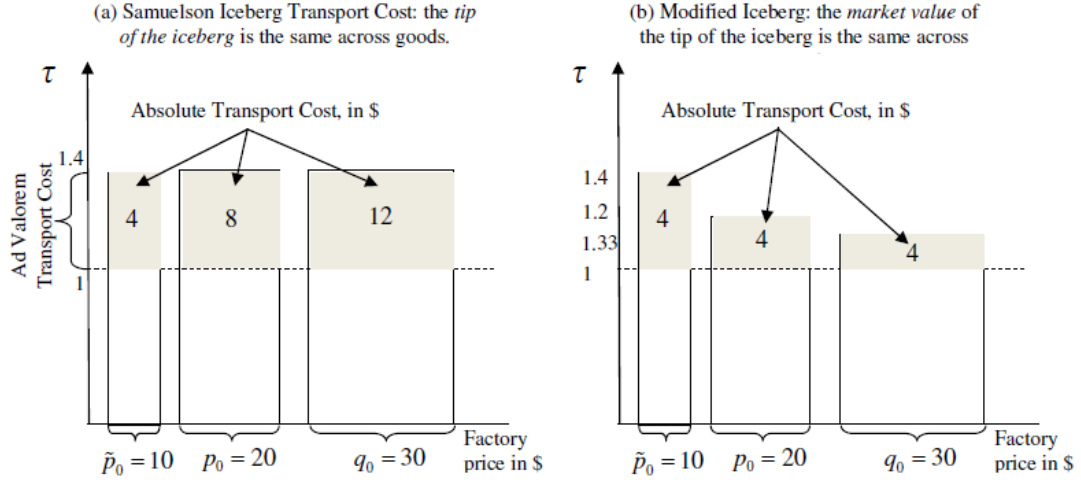 (a) Samuelson Iceberg Transport Cost: the tip
of the iceberg is the same across goods.
τ
Absolute Transport Cost, in $
Ad Valorem
Transport Cost
1.4
1
4
8
12
p̃₀ = 10
p₀ = 20
q₀ = 30
Factory
price in $
(b) Modified Iceberg: the market value of
the tip of the iceberg is the same across
τ
Absolute Transport Cost, in $
1.4
1.2
1.33
1
4
4
4
p̃₀ = 10
p₀ = 20
q₀ = 30
Factory
price in $